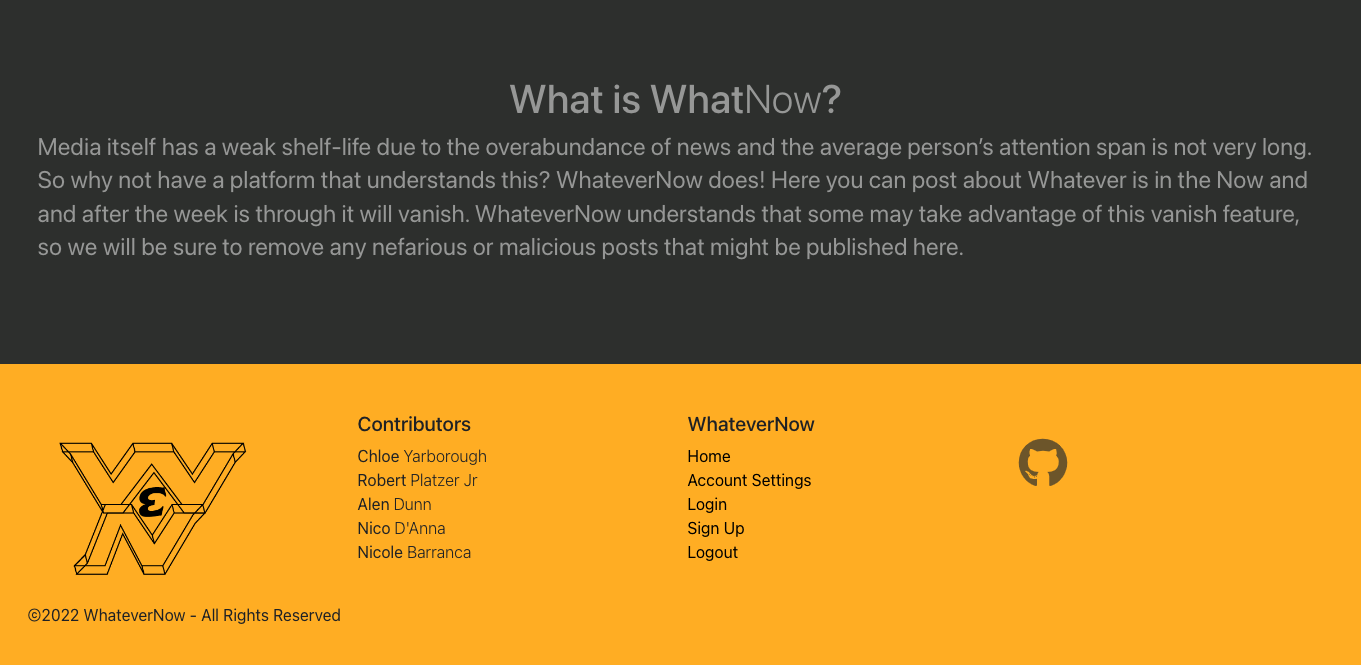 What is WhatNow?
Media itself has a weak shelf-life due to the overabundance of news and the average person’s attention span is not very long.
So why not have a platform that understands this? WhateverNow does! Here you can post about Whatever is in the Now and
and after the week is through it will vanish. WhateverNow understands that some may take advantage of this vanish feature,
so we will be sure to remove any nefarious or malicious posts that might be published here.
WN
ε
Contributors
Chloe Yarborough
Robert Platzer Jr
Alen Dunn
Nico D'Anna
Nicole Barranca
WhateverNow
Home
Account Settings
Login
Sign Up
Logout
©2022 WhateverNow - All Rights Reserved